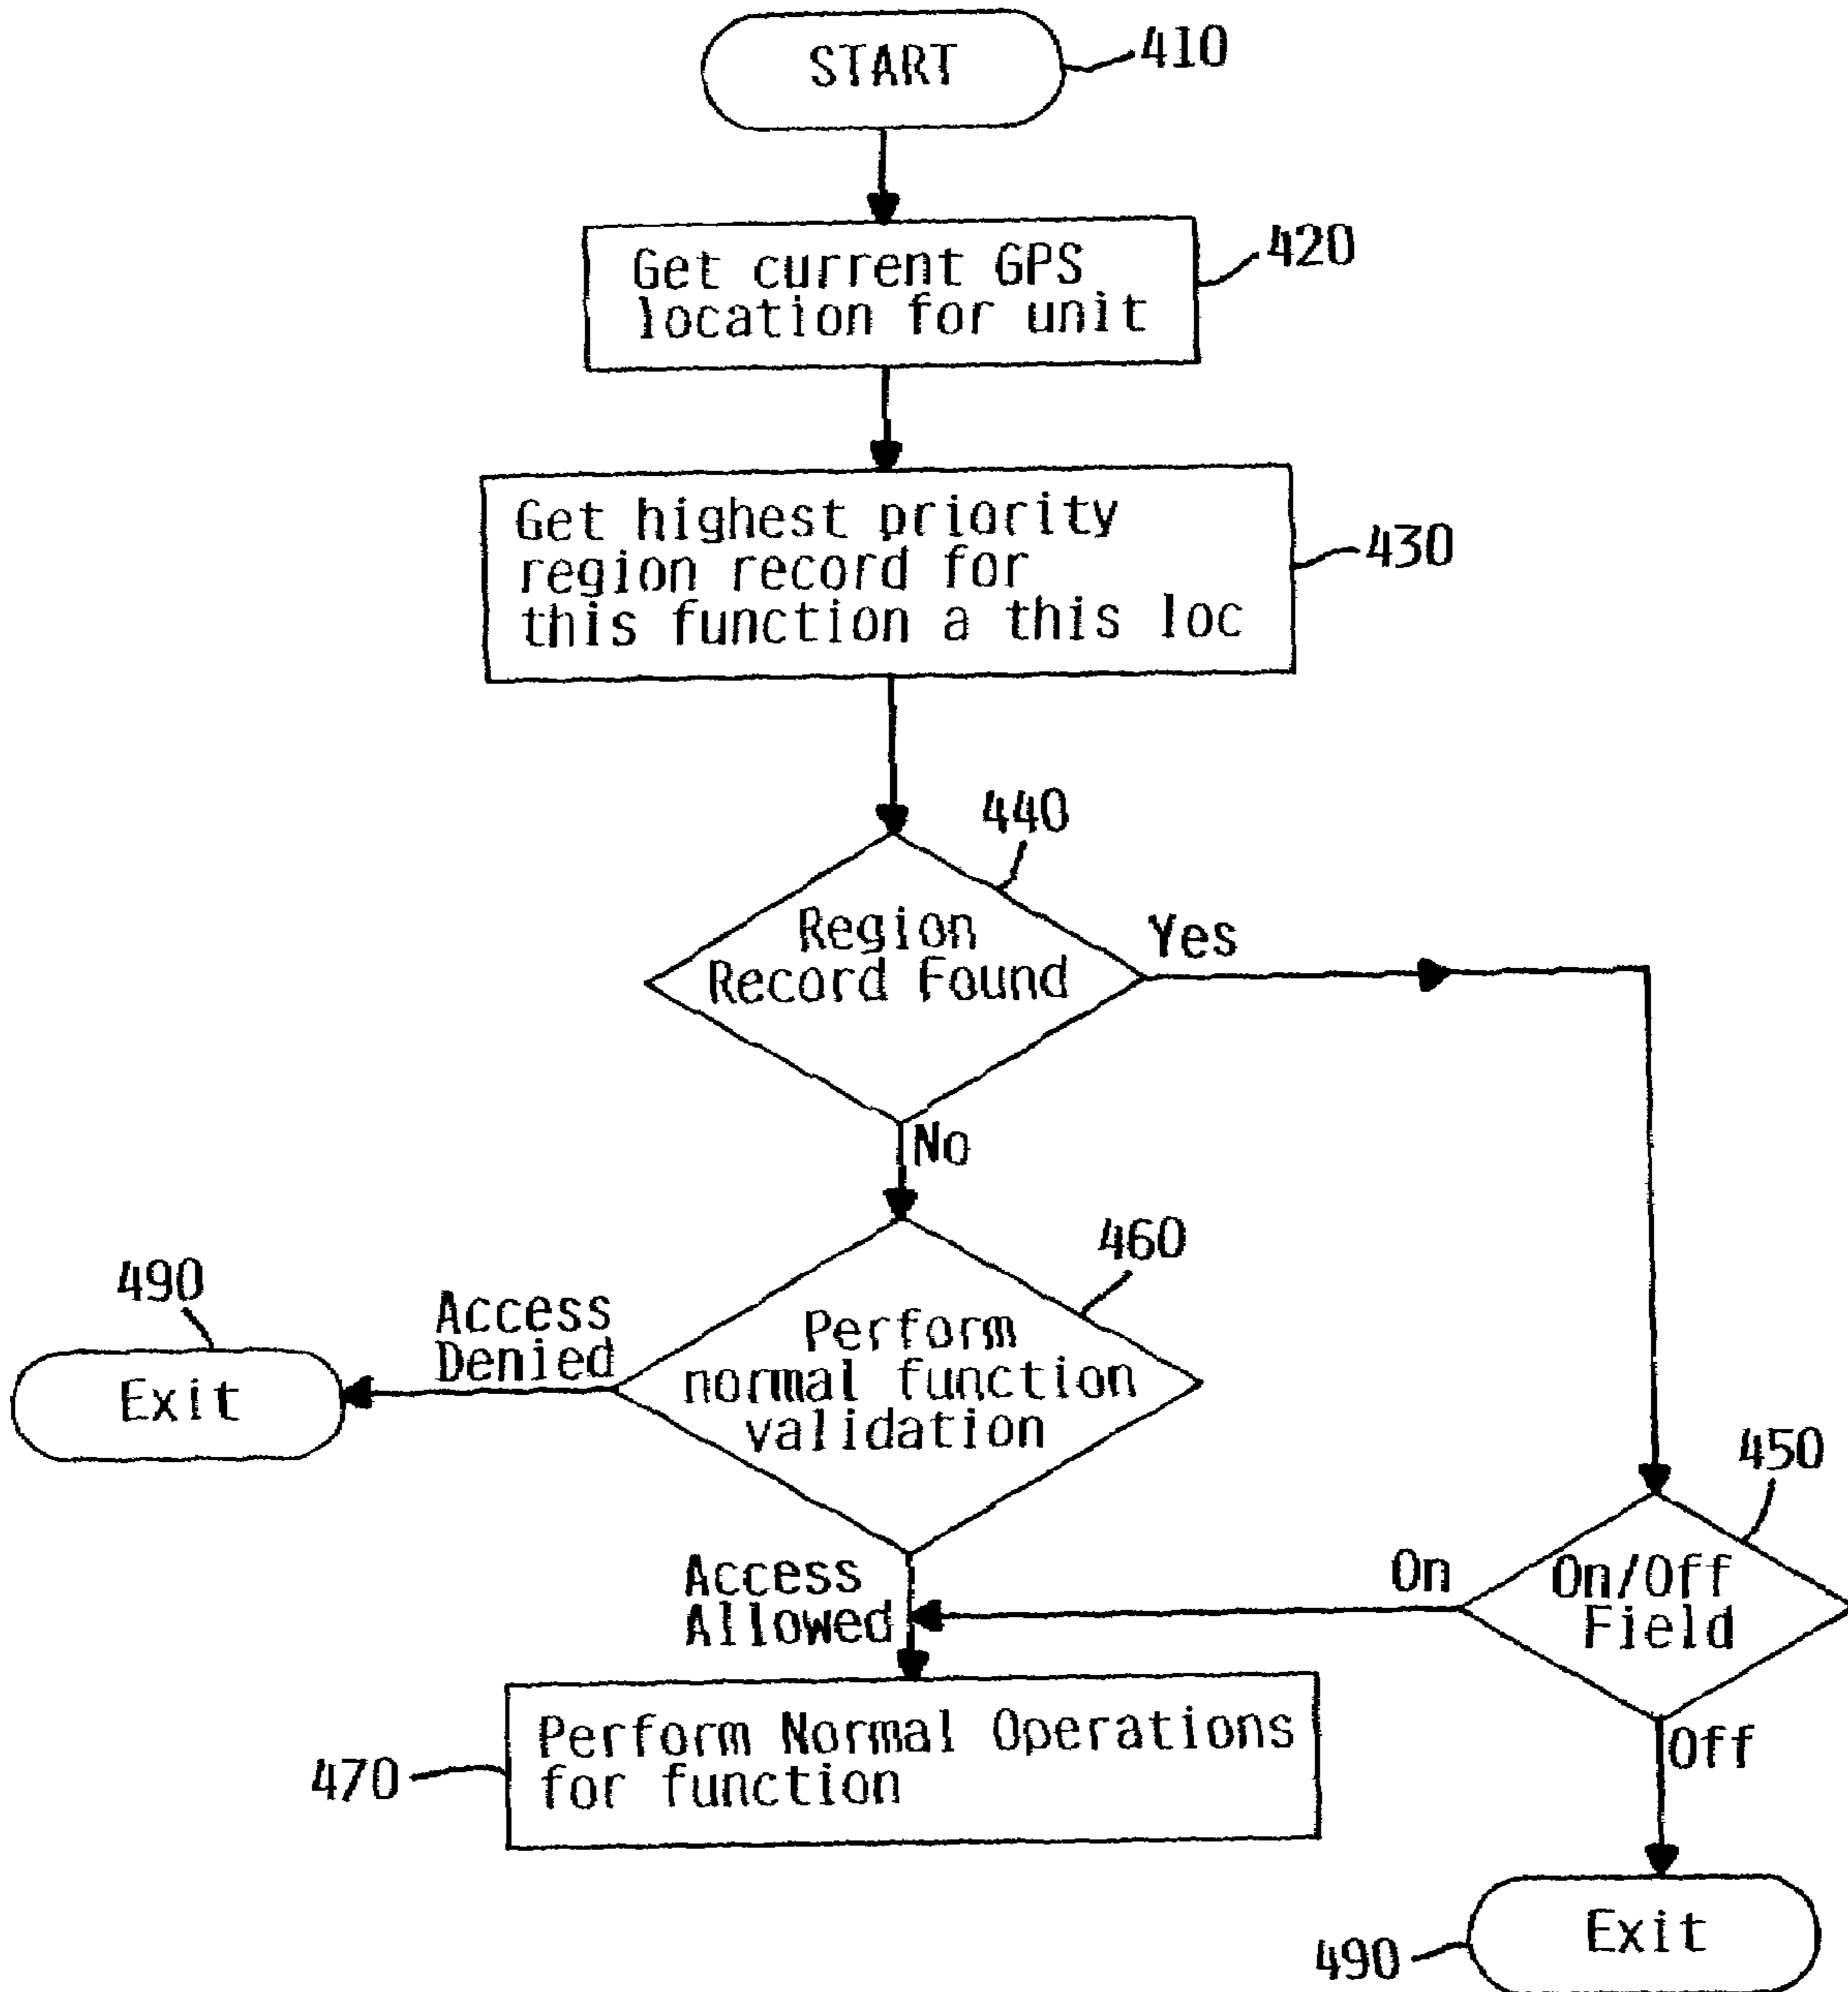 START
410
Get current GPS
location for unit
420
Get highest priority
region record for
this function a this loc
430
440
Region
Record Found
Yes
No
460
490
Access
Denied
Exit
Perform
normal function
validation
450
On
On/Off
Field
Access
Allowed
Off
Perform Normal Operations
for function
470
Exit
490